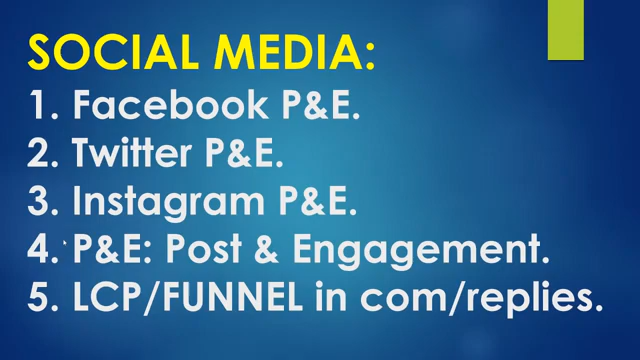 SOCIAL MEDIA:
1. Facebook P&E.
2. Twitter P&E.
3. Instagram P&E.
4. P&E: Post & Engagement.
5. LCP/FUNNEL in com/replies.